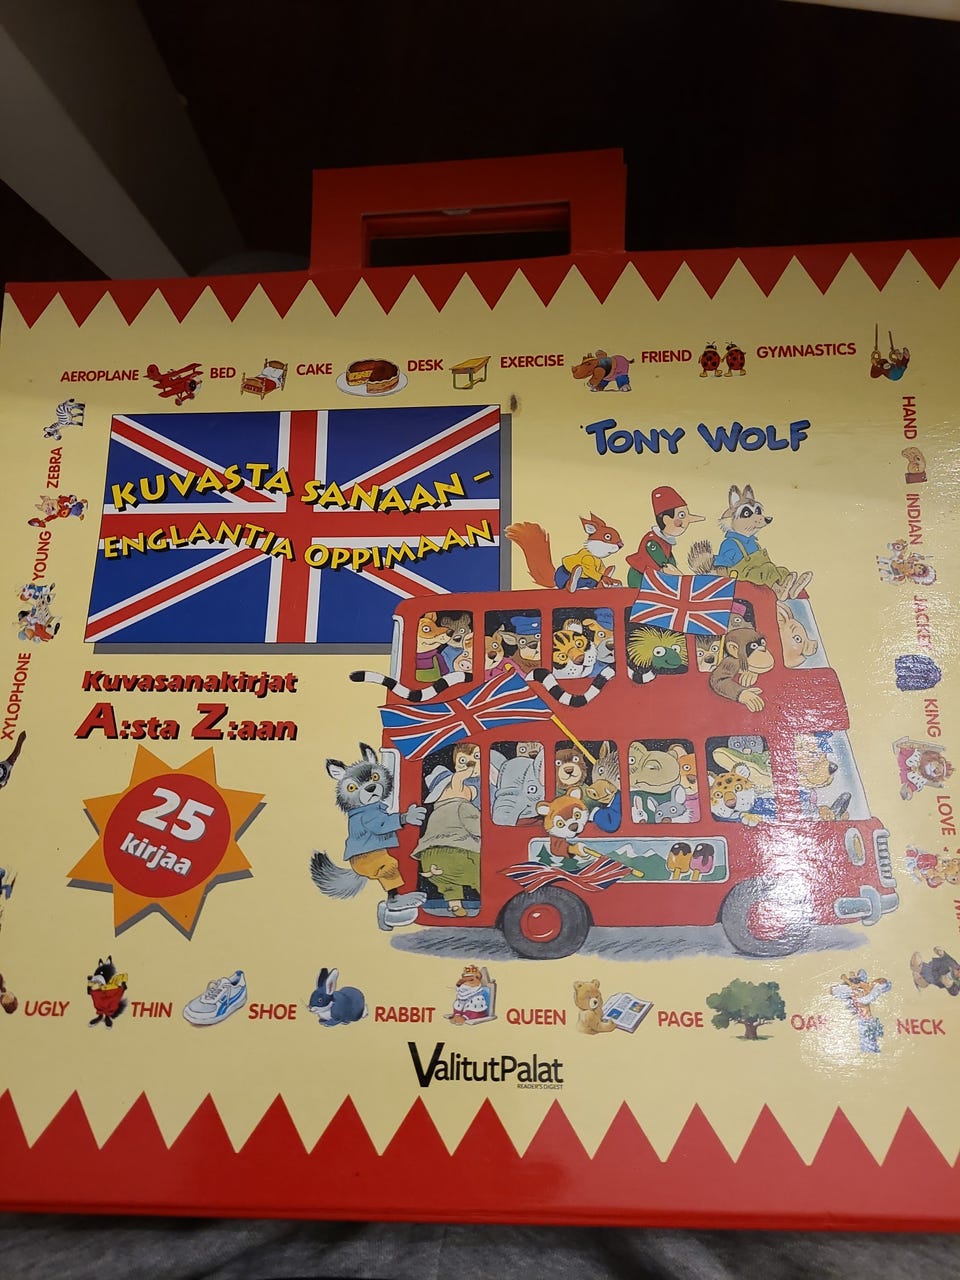 AEROPLANE
BED
CAKE
DESK
EXERCISE
FRIEND
GYMNASTICS
HAND
INDIAN
JACKET
KING
LOVE
KUVASTA SANAAN -
ENGLANTIA OPPIMAAN
TONY WOLF
Kuvasanakirjat
A:sta Z:aan
25
kirjaa
ZEBRA
YOUNG
XYLOPHONE
UGLY
THIN
SHOE
RABBIT
QUEEN
PAGE
OAK
NECK
ValitutPalat
READER'S DIGEST